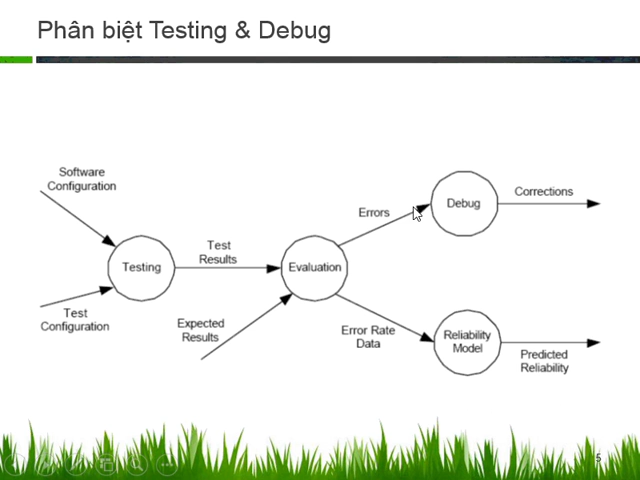 Phân biệt Testing & Debug
Software
Configuration
Test
Configuration
Testing
Test
Results
Expected
Results
Evaluation
Errors
Error Rate
Data
Debug
Corrections
Reliability
Model
Predicted
Reliability
5